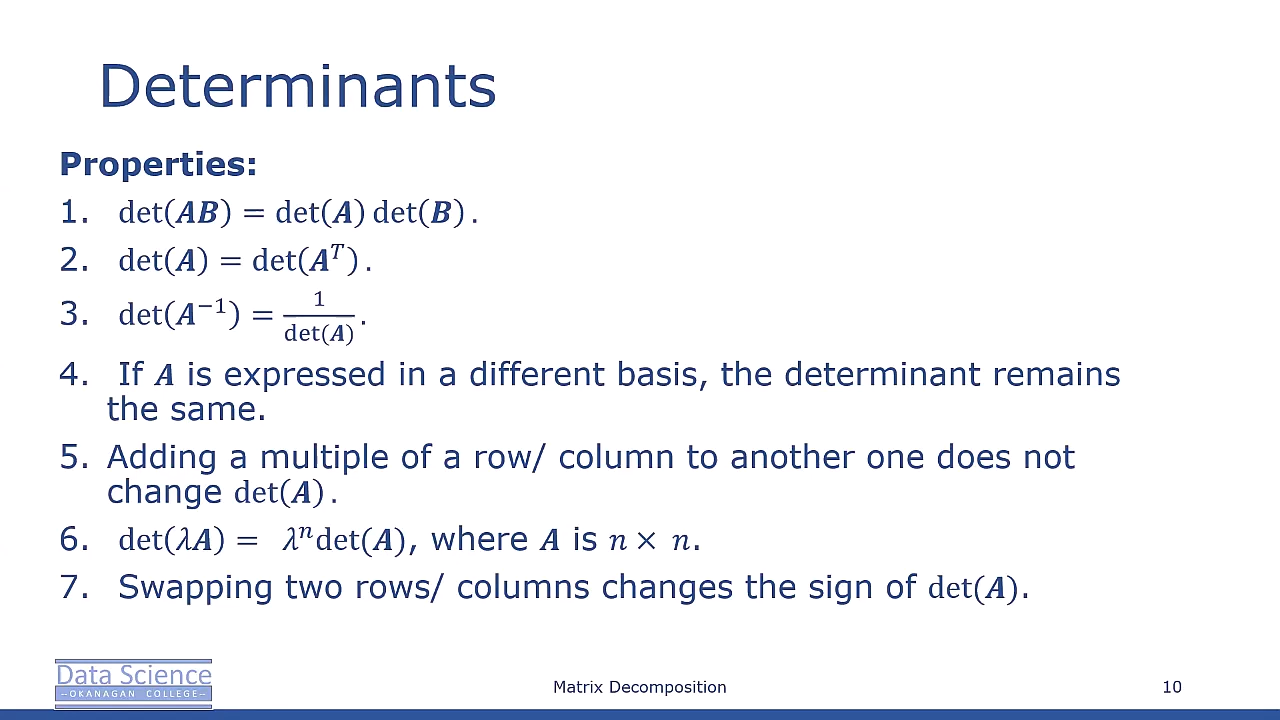 Determinants
Properties:
1. det(𝑨𝑩) = det(𝑨) det(𝑩).
2. det(𝑨) = det(𝑨ᵀ).
3. det(𝑨⁻¹) = 1/det(𝑨).
4. If 𝑨 is expressed in a different basis, the determinant remains
the same.
5. Adding a multiple of a row/ column to another one does not
change det(𝑨).
6. det(𝜆𝑨) = 𝜆ⁿdet(𝑨), where 𝑨 is 𝑛 × 𝑛.
7. Swapping two rows/ columns changes the sign of det(𝑨).
Data Science
—OKANAGAN COLLEGE—
Matrix Decomposition
10